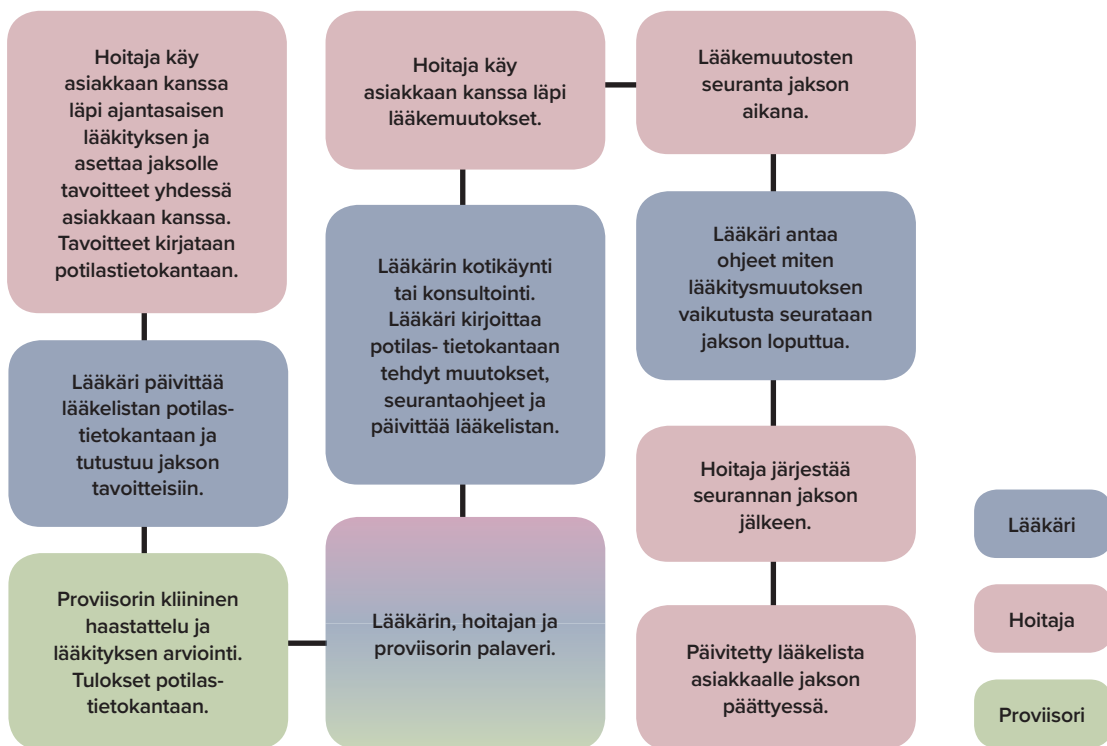 Hoitaja käy
asiakkaan kanssa
läpi ajantasaisen
lääkityksen ja
asettaa jaksolle
tavoitteet yhdessä
asiakkaan kanssa.
Tavoitteet kirjataan
potilastietokantaan.
Lääkäri päivittää
lääkelistan potilas-
tietokantaan ja
tutustuu jakson
tavoitteisiin.
Proviisorin kliininen
haastattelu ja
lääkityksen arviointi.
Tulokset potilas-
tietokantaan.
Lääkärin, hoitajan ja
proviisorin palaveri.
Lääkärin kotikäynti
tai konsultointi.
Lääkäri kirjoittaa
potilas- tietokantaan
tehdyt muutokset,
seurantaohjeet ja
päivittää lääkelistan.
Hoitaja käy
asiakkaan kanssa läpi
lääkemuutokset.
Lääkemuutosten
seuranta jakson
aikana.
Lääkäri antaa
ohjeet miten
lääkitysmuutoksen
vaikutusta seurataan
jakson loputtua.
Hoitaja järjestää
seurannan jakson
jälkeen.
Päivitetty lääkelista
asiakkaalle jakson
päättyessä.
Lääkäri
Hoitaja
Proviisori